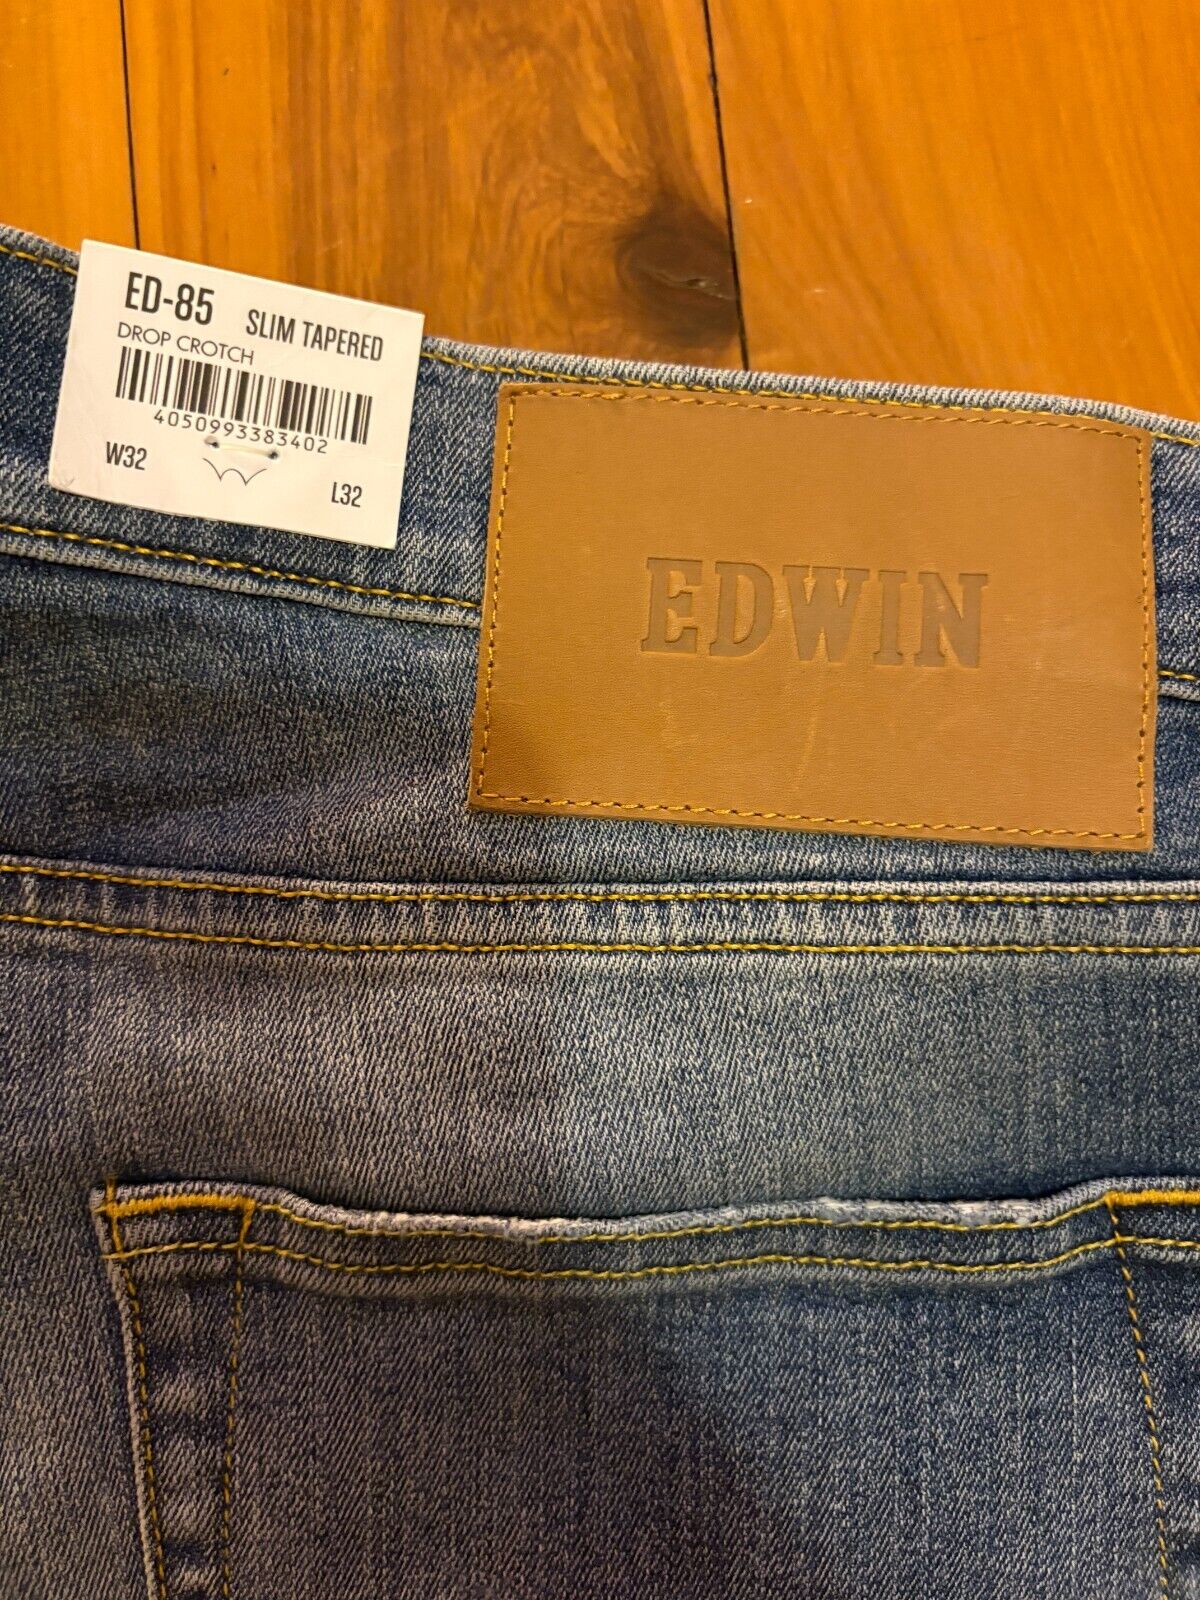 ED-85 SLIM TAPERED
DROP CROTCH
4050993383402
W32
L32
EDWIN